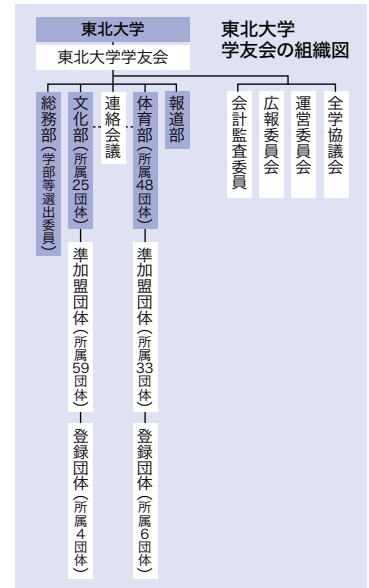 東北大学
学友会の組織図
東北大学
東北大学学友会
総務部(学部等選出委員)
文化部(所属25団体)
連絡会議
体育部(所属48団体)
報道部
会計監査委員
広報委員会
運営委員会
全学協議会
準加盟団体(所属59団体)
準加盟団体(所属33団体)
登録団体(所属4団体)
登録団体(所属6団体)